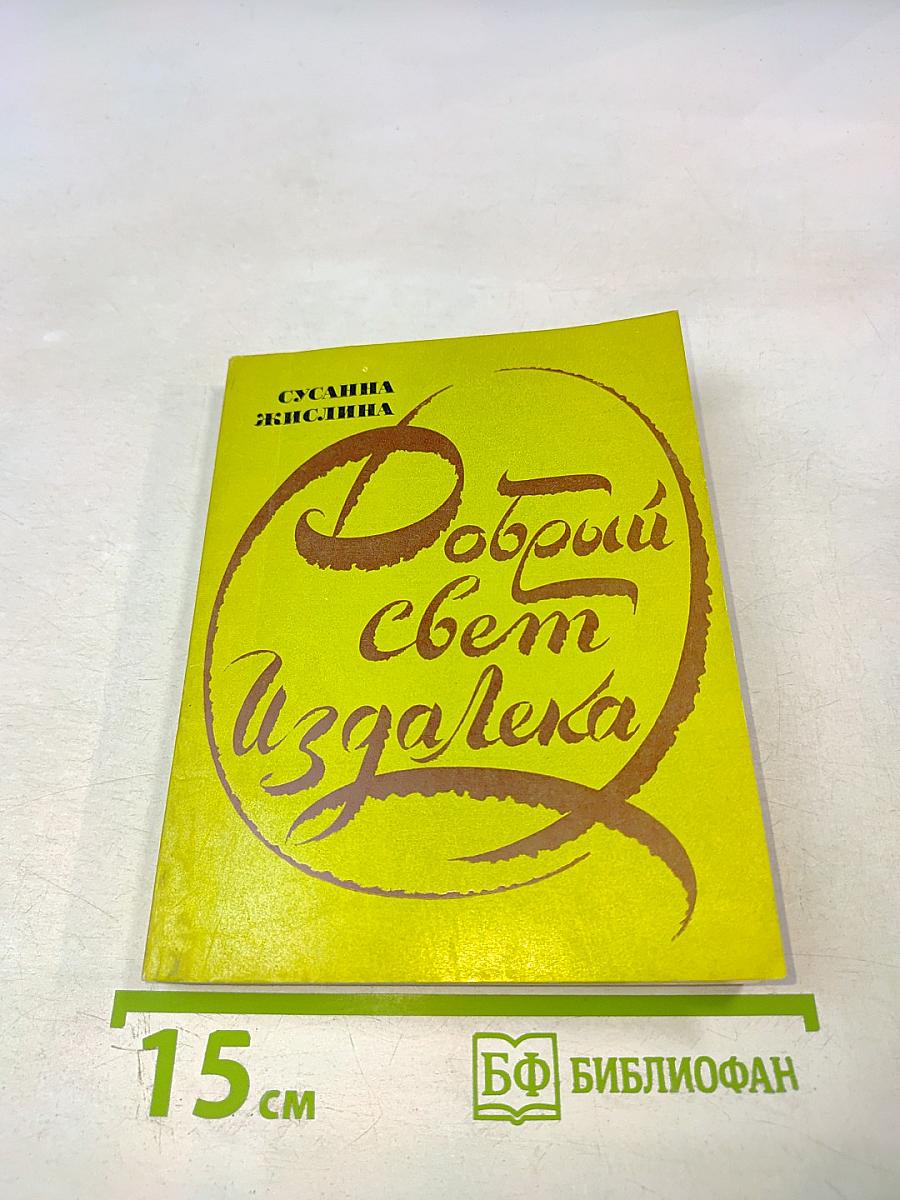 СУСАННА
ЖИСЛИНА
Добрый
свет
Издалека
15 см
БФ БИБЛИОФАН